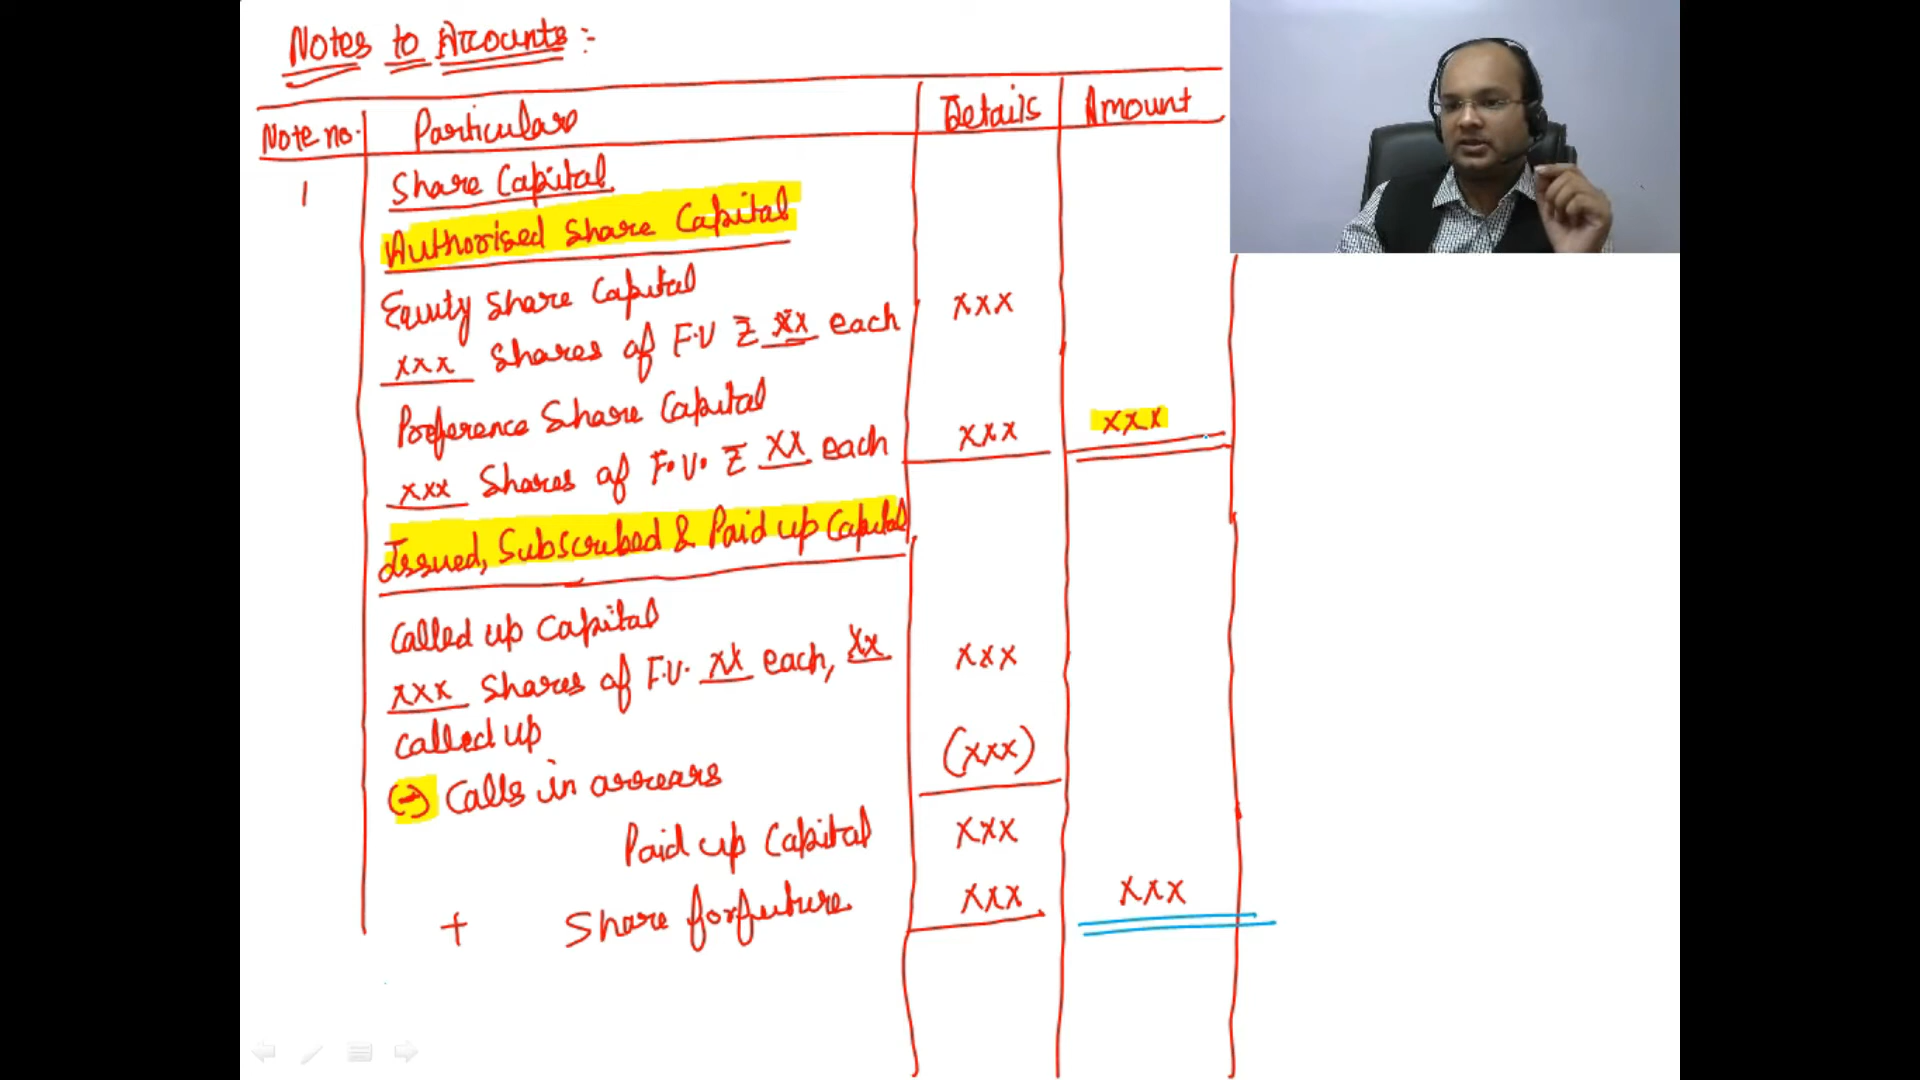 Notes to Accounts :-
Note no. Particulars Details Amount
1 Share Capital
Authorised Share Capital
Equity Share Capital xxx
xxx Shares of F.V ₹ xx each
Preference Share Capital xxx xxx
xxx Shares of F.V. ₹ xx each
Issued, Subscribed & Paid up Capital
Called up Capital
xxx Shares of F.V. xx each, xx xxx
called up
(-) Calls in arrears (xxx)
Paid up Capital xxx
+ Share forfuture xxx xxx